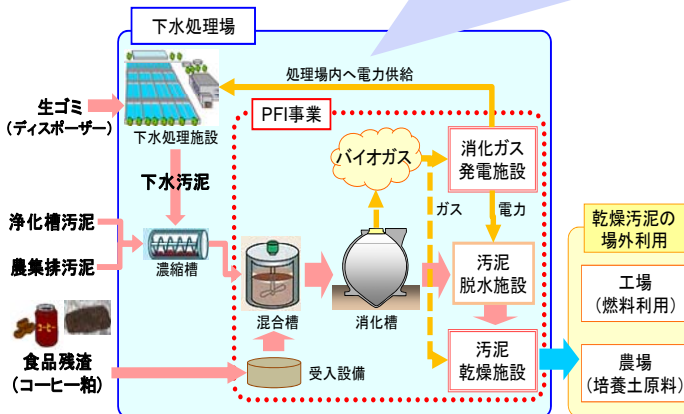 下水処理場
処理場内へ電力供給
生ゴミ
(ディスポーザー)
下水処理施設
PFI事業
バイオガス
消化ガス
発電施設
下水汚泥
ガス
電力
浄化槽汚泥
農集排汚泥
濃縮槽
混合槽
消化槽
汚泥
脱水施設
乾燥汚泥の
場外利用
工場
(燃料利用)
コーヒー
食品残渣
(コーヒー粕)
受入設備
汚泥
乾燥施設
農場
(培養土原料)